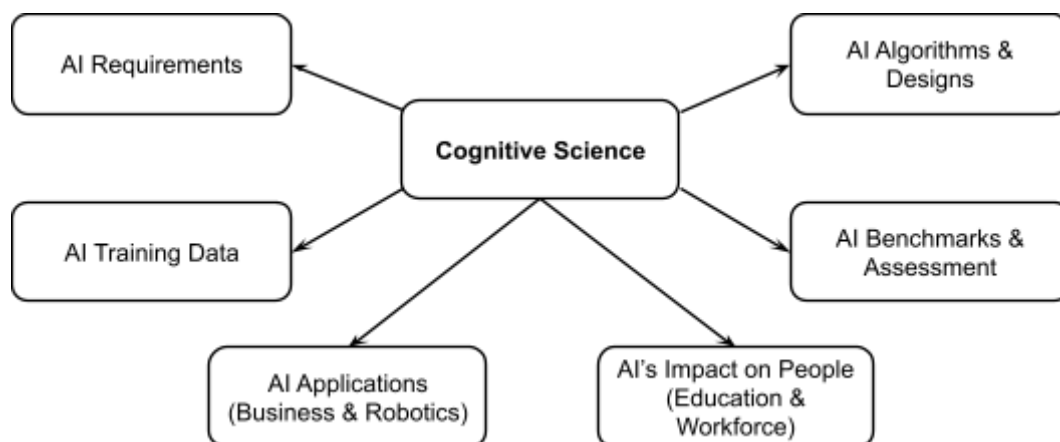 AI Requirements
AI Algorithms &
Designs
Cognitive Science
AI Training Data
AI Benchmarks &
Assessment
AI Applications
(Business & Robotics)
AI’s Impact on People
(Education &
Workforce)